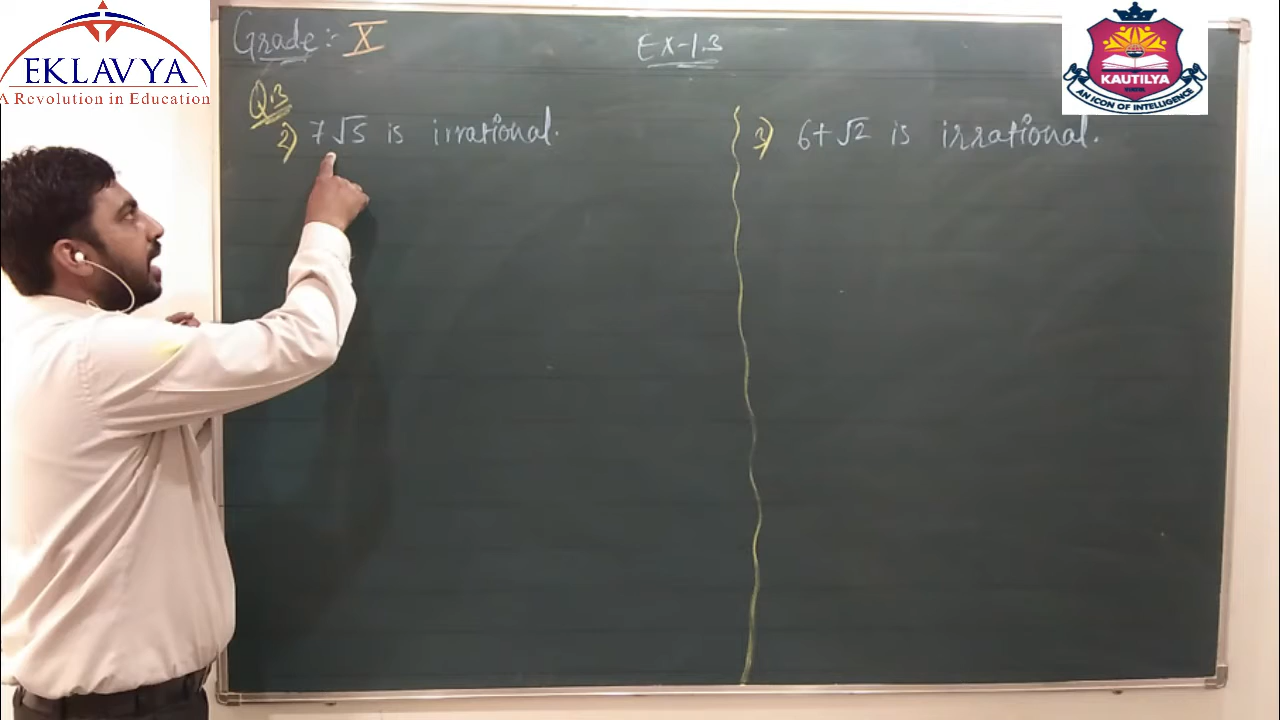 EKLAVYA
A Revolution in Education
Grade:- X
Ex-1.3
KAUTILYA
AN ICON OF INTELLIGENCE
Q.3
2) 7√5 is irrational.
3) 6+√2 is irrational.